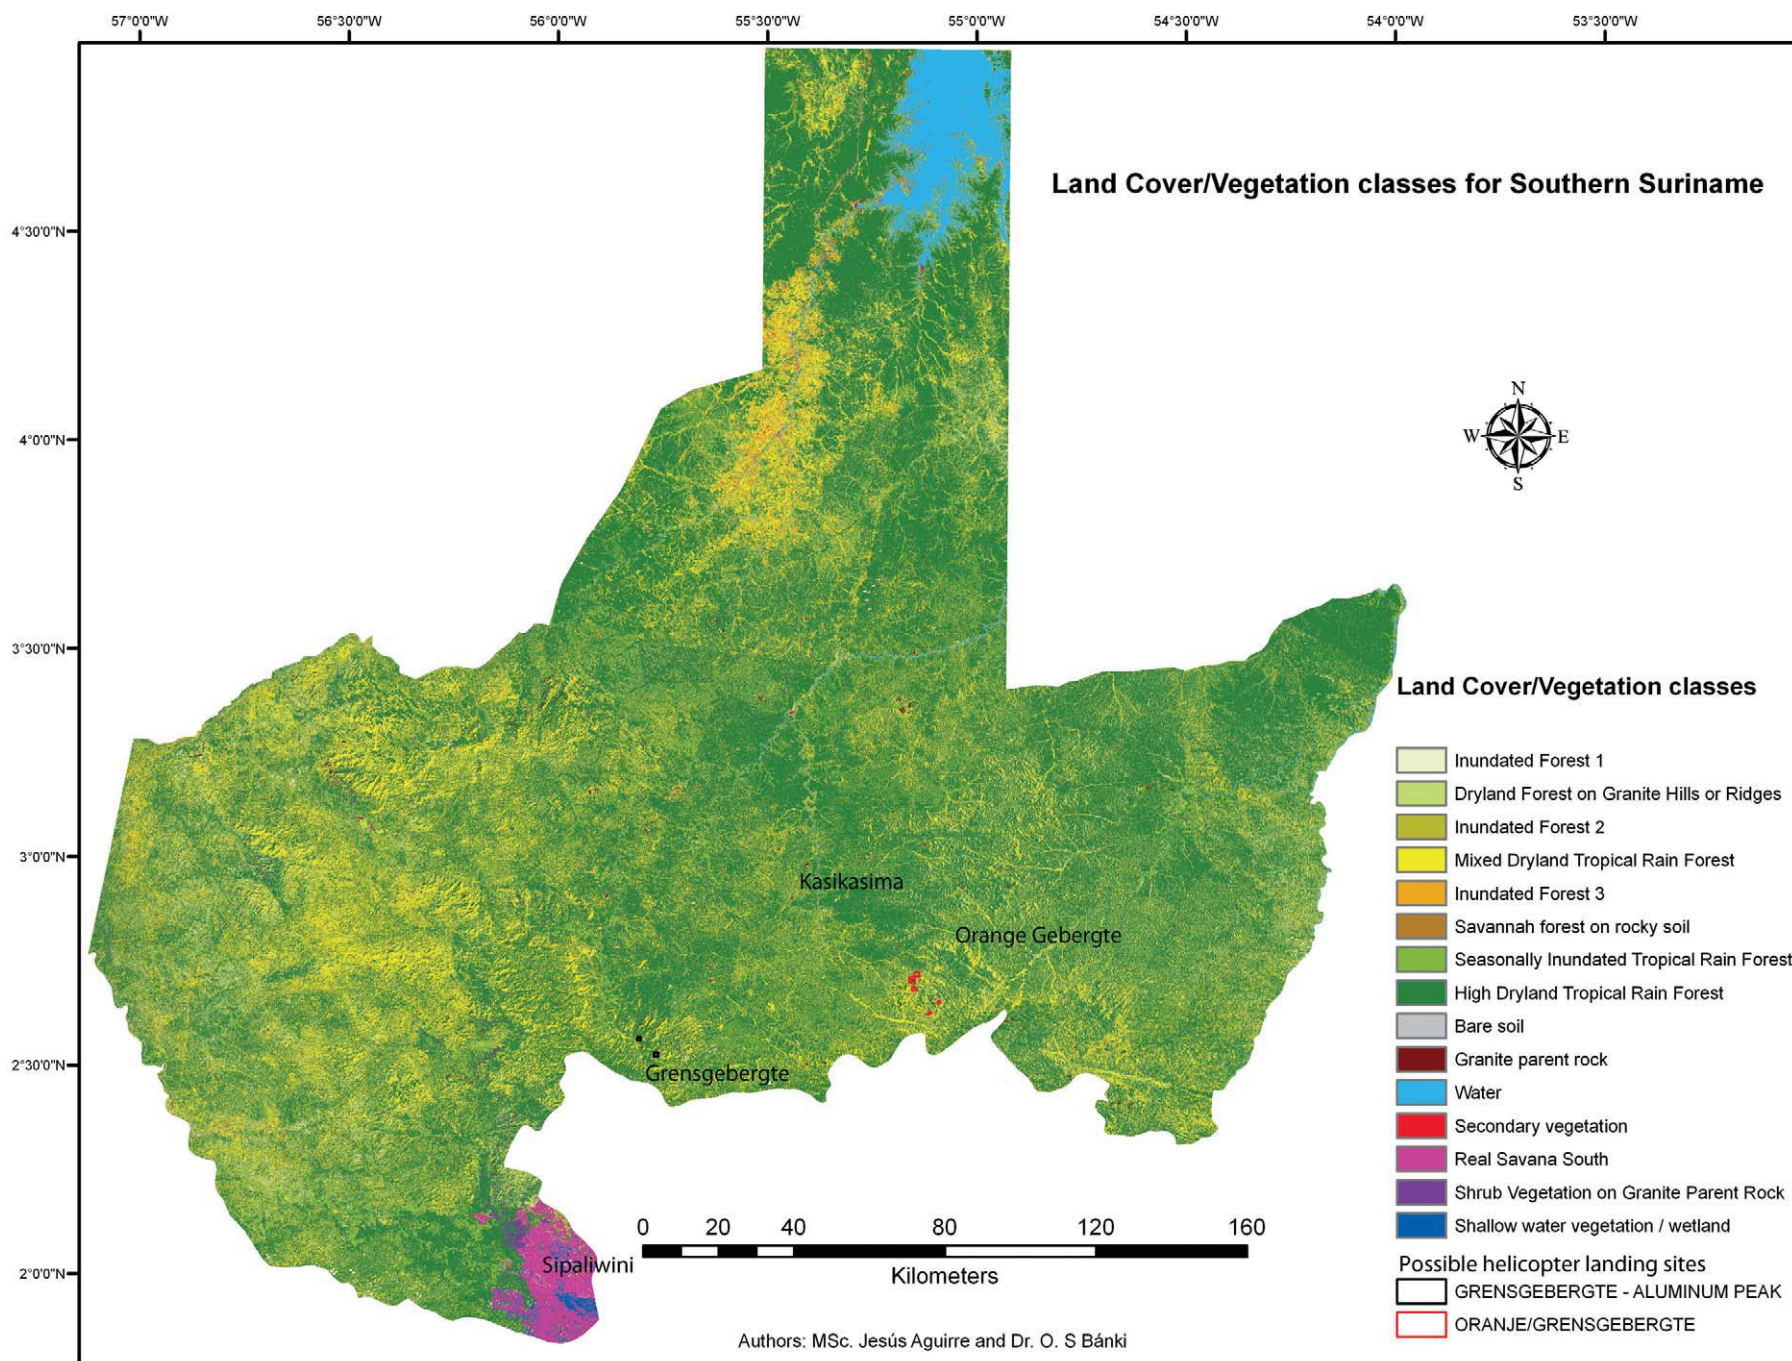 57°0'0"W 56°30'0"W 56°0'0"W 55°30'0"W 55°0'0"W 54°30'0"W 54°0'0"W 53°30'0"W
Land Cover/Vegetation classes for Southern Suriname
4°30'0"N
4°0'0"N
3°30'0"N
3°0'0"N
2°30'0"N
2°0'0"N
N
W E
S
Kasikasima
Orange Gebergte
Grensgebergte
Sipaliwini
Land Cover/Vegetation classes
Inundated Forest 1
Dryland Forest on Granite Hills or Ridges
Inundated Forest 2
Mixed Dryland Tropical Rain Forest
Inundated Forest 3
Savannah forest on rocky soil
Seasonally Inundated Tropical Rain Forest
High Dryland Tropical Rain Forest
Bare soil
Granite parent rock
Water
Secondary vegetation
Real Savana South
Shrub Vegetation on Granite Parent Rock
Shallow water vegetation / wetland
Possible helicopter landing sites
GRENSGEBERGTE - ALUMINUM PEAK
ORANJE/GRENSGEBERGTE
0 20 40 80 120 160
Kilometers
Authors: MSc. Jesús Aguirre and Dr. O. S Bánki